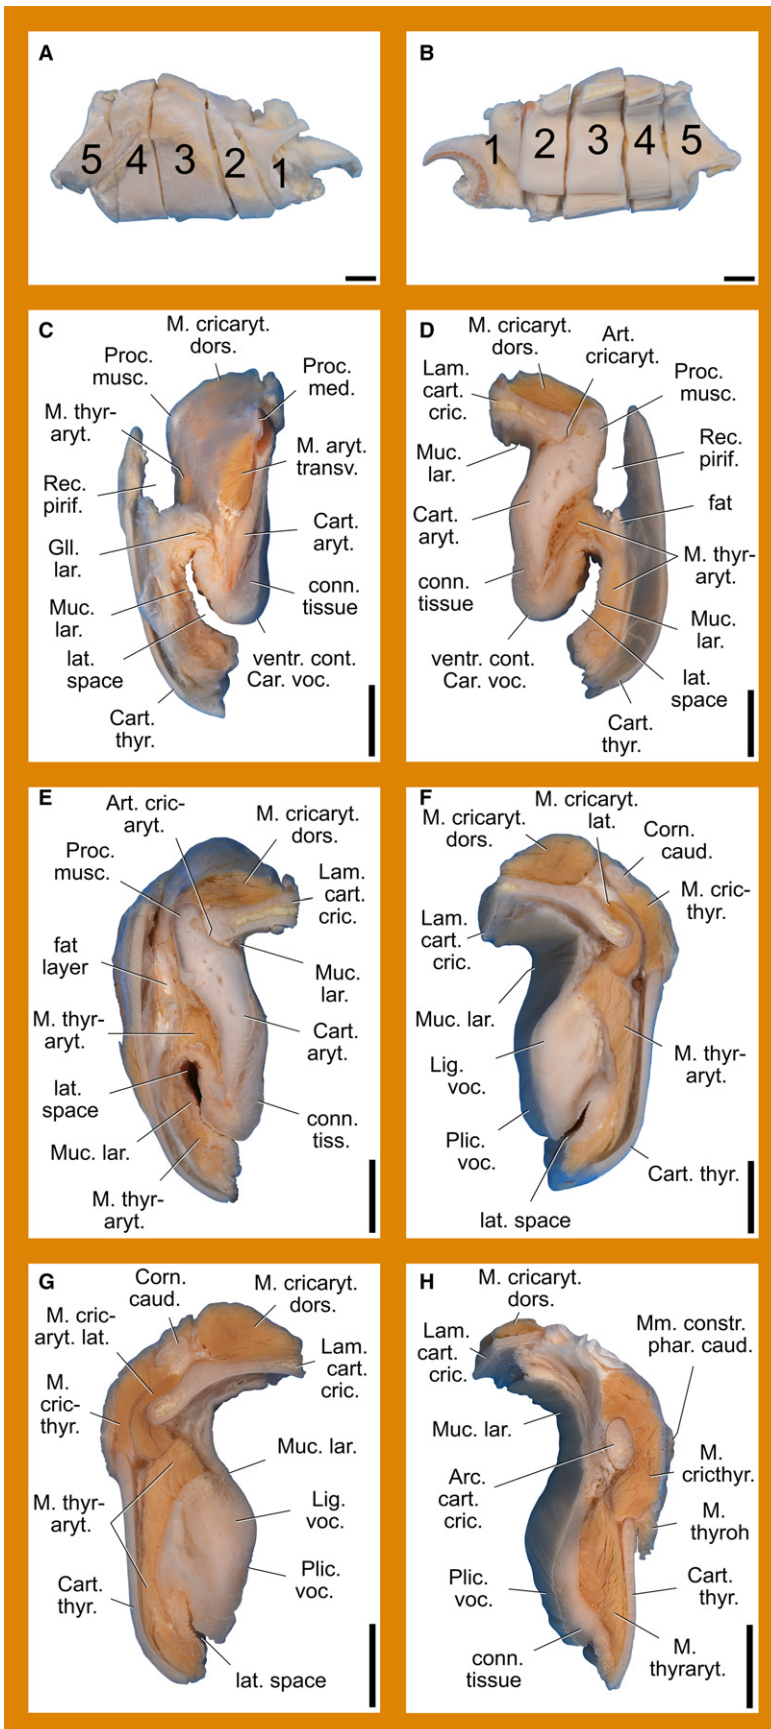 A
5 4 3 2 1
B
1 2 3 4 5
C
M. cricaryt.
dors.
Proc.
musc.
Proc.
med.
M. thyr-
aryt.
M. aryt.
transv.
Rec.
pirif.
Cart.
aryt.
Gll.
lar.
conn.
tissue
Muc.
lar.
lat.
space
ventr. cont.
Car. voc.
Cart.
thyr.
D
M. cricaryt.
dors.
Art.
cricaryt.
Lam.
cart.
cric.
Proc.
musc.
Muc.
lar.
Rec.
pirif.
fat
Cart.
aryt.
M. thyr-
aryt.
conn.
tissue
Muc.
lar.
ventr. cont.
Car. voc.
lat.
space
Cart.
thyr.
E
Art. cric-
aryt.
M. cricaryt.
dors.
Proc.
musc.
Lam.
cart.
cric.
fat
layer
Muc.
lar.
M. thyr-
aryt.
Cart.
aryt.
lat.
space
conn.
tiss.
Muc. lar.
M. thyr-
aryt.
F
M. cricaryt.
lat.
M. cricaryt.
dors.
Corn.
caud.
M. cric-
thyr.
Lam.
cart.
cric.
Muc. lar.
M. thyr-
aryt.
Lig.
voc.
Plic.
voc.
Cart. thyr.
lat. space
G
Corn.
caud.
M. cricaryt.
dors.
M. cric-
aryt. lat.
Lam.
cart.
cric.
M.
cric-
thyr.
Muc. lar.
M. thyr-
aryt.
Lig.
voc.
Cart.
thyr.
Plic.
voc.
lat. space
H
M. cricaryt.
dors.
Mm. constr.
phar. caud.
Lam.
cart.
cric.
Muc. lar.
M.
cricthyr.
Arc.
cart.
cric.
M.
thyroh
Plic.
voc.
Cart.
thyr.
conn.
tissue
M.
thyraryt.